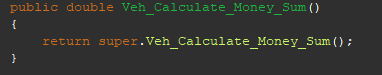 public double Veh_Calculate_Money_Sum()
{
return super.Veh_Calculate_Money_Sum();
}